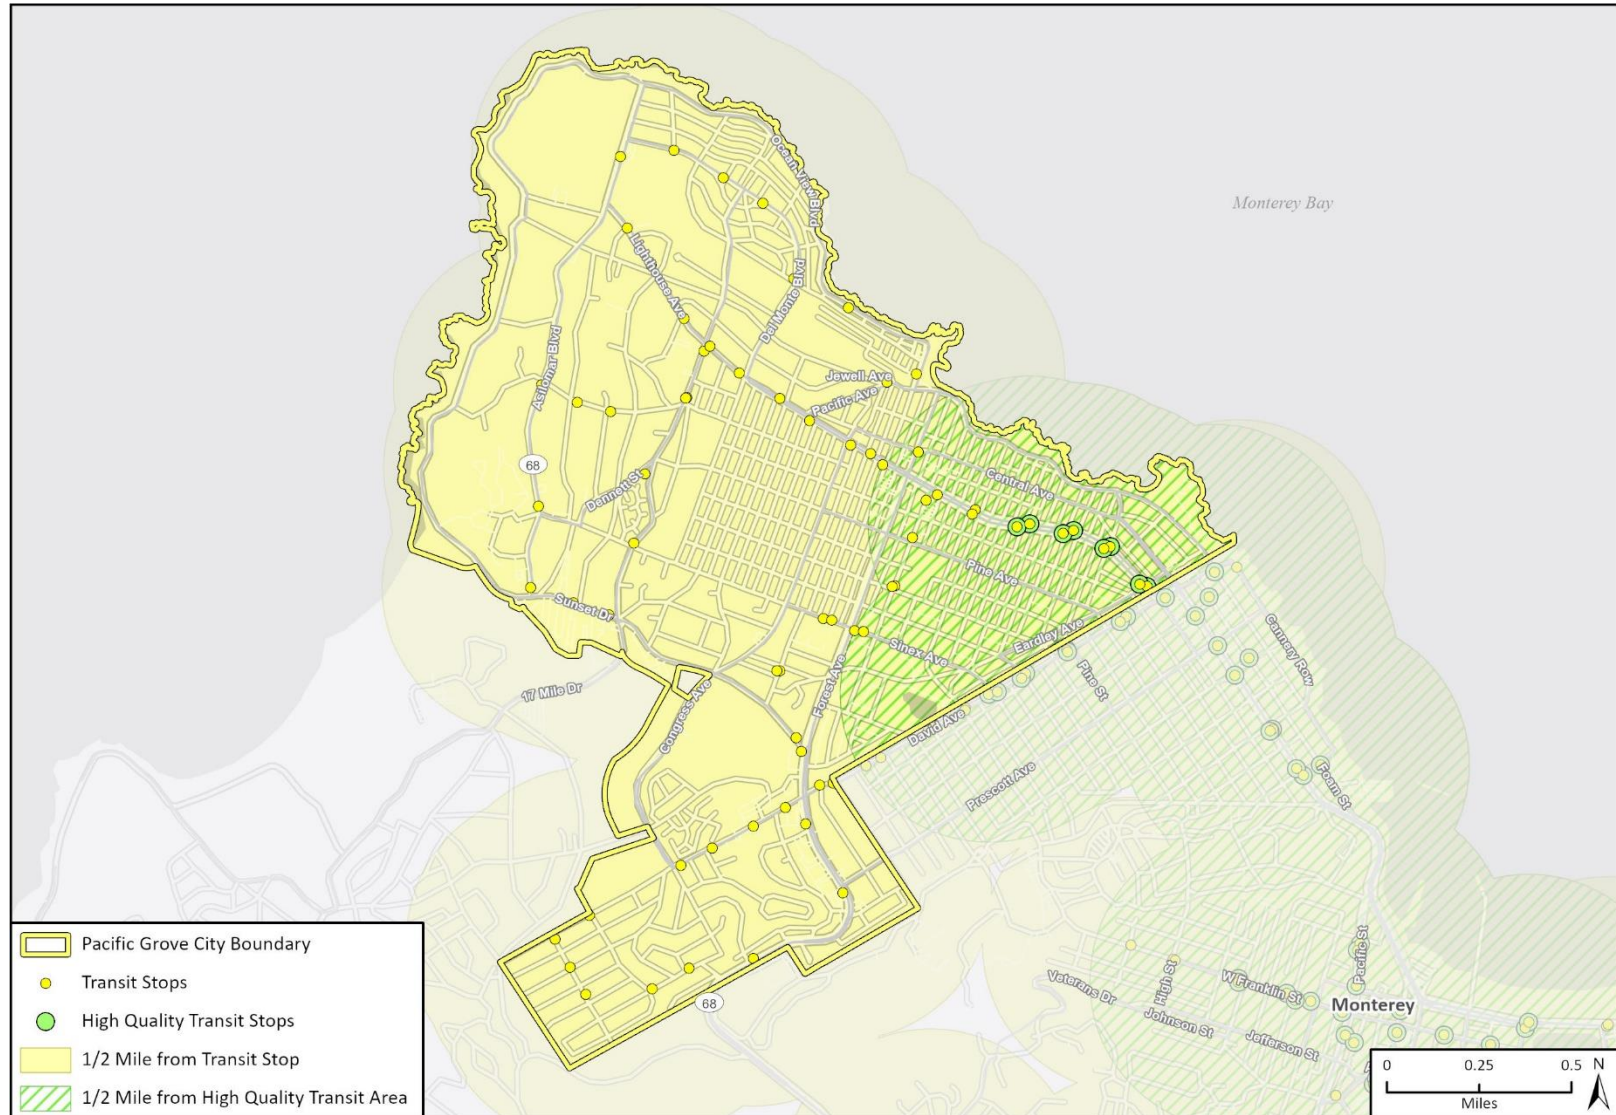 Monterey Bay
Ocean View Blvd
Lighthouse Ave
Del Monte Blvd
Asilomar Blvd
Jewell Ave
Pacific Ave
68
Central Ave
Dennett St
Pine Ave
Sunset Dr
Eardley Ave
Sinex Ave
Cannery Row
Pine St
17 Mile Dr
Congress Ave
Forest Ave
David Ave
Prescott Ave
Foam St
68
Veterans Dr
High St
W Franklin St
Pacific St
Monterey
Johnson St
Jefferson St
Pacific Grove City Boundary
Transit Stops
High Quality Transit Stops
1/2 Mile from Transit Stop
1/2 Mile from High Quality Transit Area
0 0.25 0.5
Miles
N